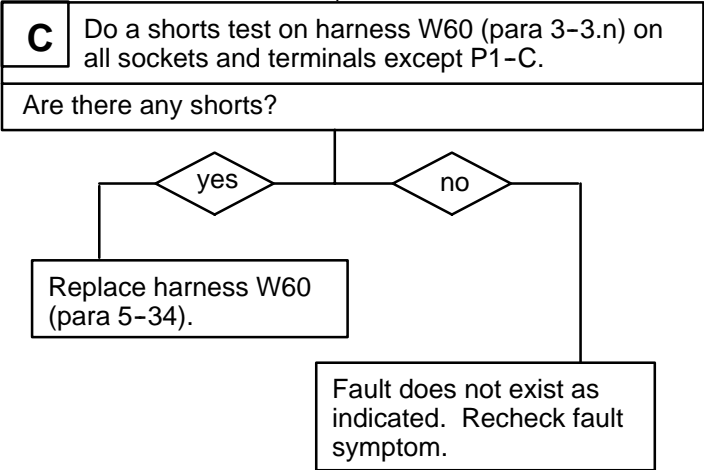 C
Do a shorts test on harness W60 (para 3-3.n) on
all sockets and terminals except P1-C.
Are there any shorts?
yes
no
Replace harness W60
(para 5-34).
Fault does not exist as
indicated. Recheck fault
symptom.